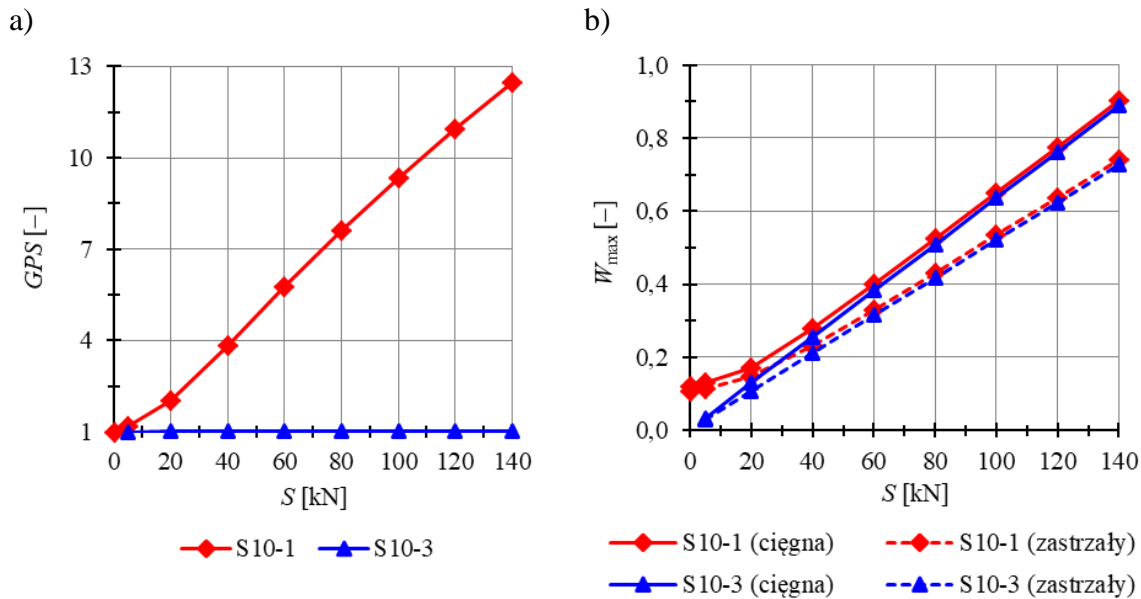 a)
13
10
7
4
1
GPS [–]
0 20 40 60 80 100 120 140
S [kN]
S10-1 S10-3
b)
1,0
0,8
0,6
0,4
0,2
0,0
Wmax [–]
0 20 40 60 80 100 120 140
S [kN]
S10-1 (cięgna) S10-1 (zastrzały)
S10-3 (cięgna) S10-3 (zastrzały)